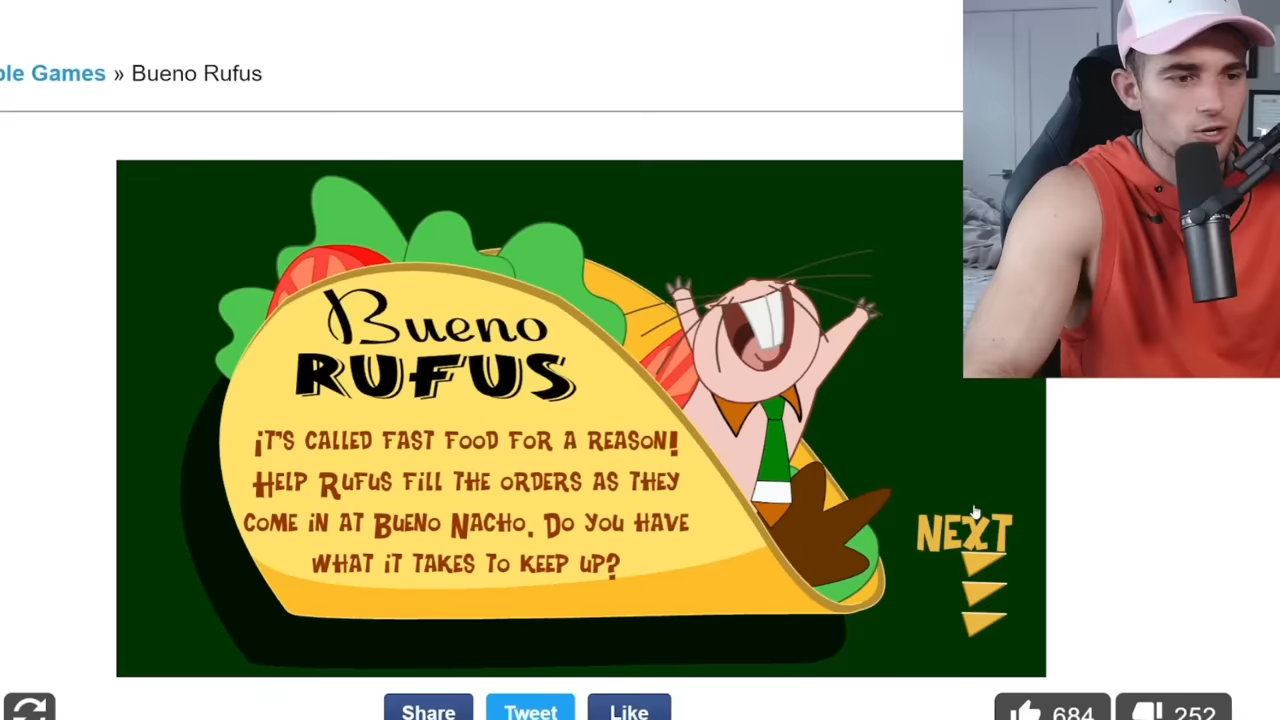 ple Games » Bueno Rufus
Bueno
RUFUS
IT'S CALLED FAST FOOD FOR A REASON!
HELP RUFUS FILL THE ORDERS AS THEY
COME IN AT BUENO NACHO. DO YOU HAVE
WHAT IT TAKES TO KEEP UP?
NEXT
Share
Tweet
Like
684
252